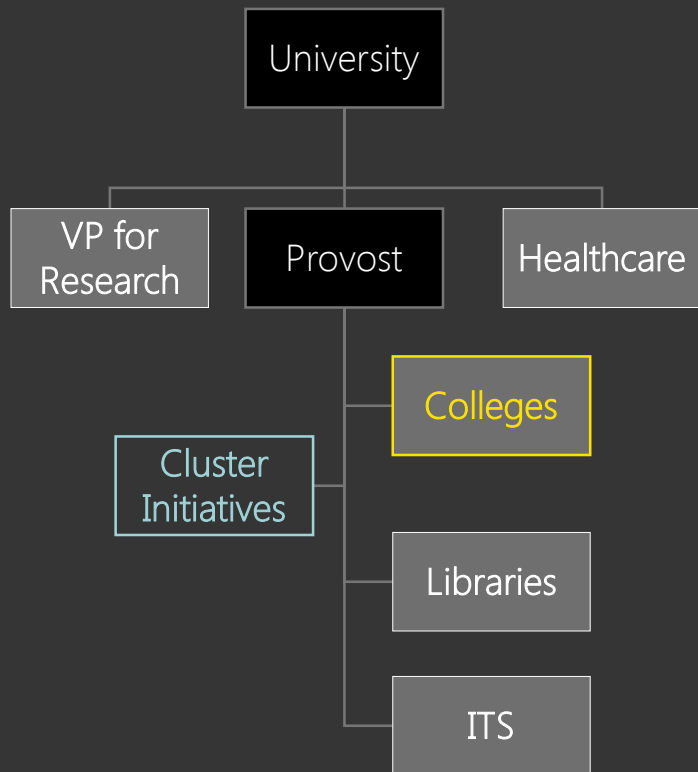 University
VP for
Research
Provost
Healthcare
Colleges
Cluster
Initiatives
Libraries
ITS